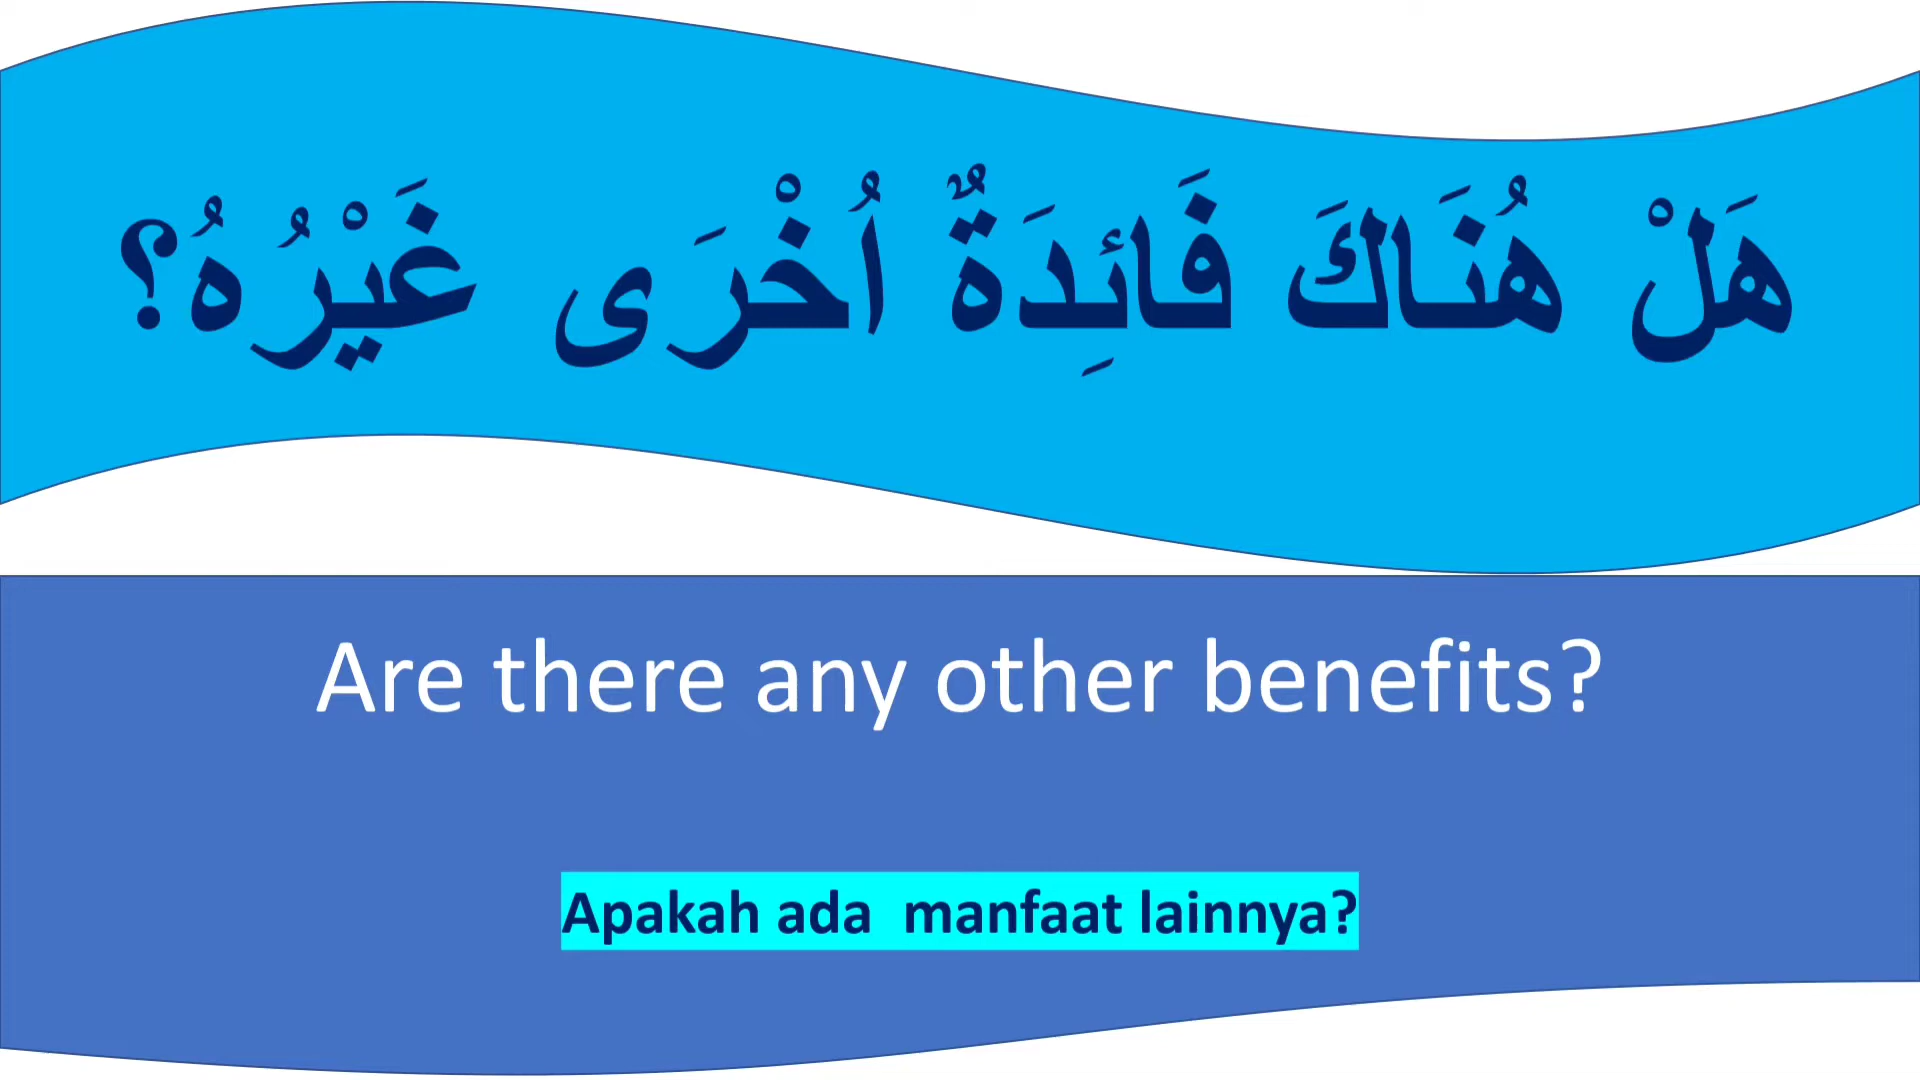 هَلْ هُنَاكَ فَائِدَةٌ أُخْرَى غَيْرُهُ؟
Are there any other benefits?
Apakah ada  manfaat lainnya?